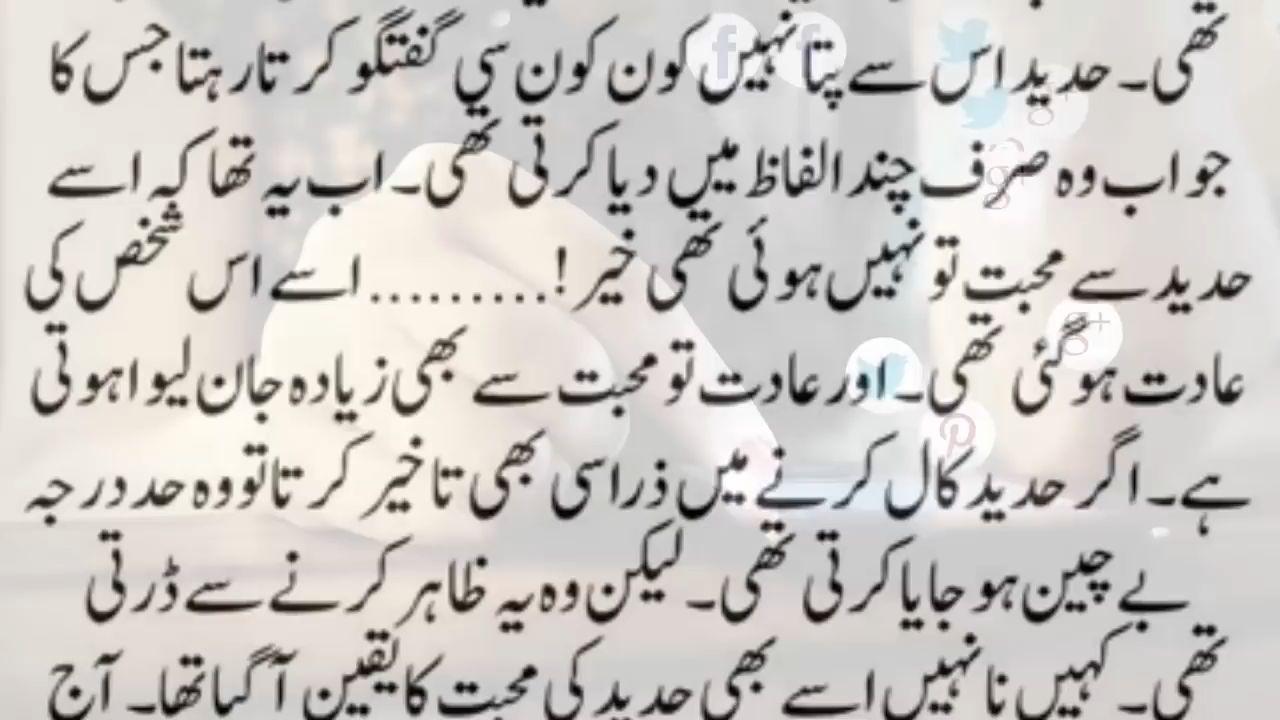 تھی۔ حدید اس سے پتا نہیں کون کون سی گفتگو کرتا رہتا جس کا
جواب وہ صرف چند الفاظ میں دیا کرتی تھی۔ اب یہ تھا کہ اسے
حدید سے محبت تو نہیں ہوئی تھی خیر!......... اسے اس شخص کی
عادت ہو گئی تھی۔ اور عادت تو محبت سے بھی زیادہ جان لیوا ہوتی
ہے۔ اگر حدید کال کرنے میں ذرا سی بھی تاخیر کرتا تو وہ حد درجہ
بے چین ہو جایا کرتی تھی۔ لیکن وہ یہ ظاہر کرنے سے ڈرتی
تھی۔ کہیں نا نہیں اسے بھی حدید کی محبت کا یقین آ گیا تھا۔ آج